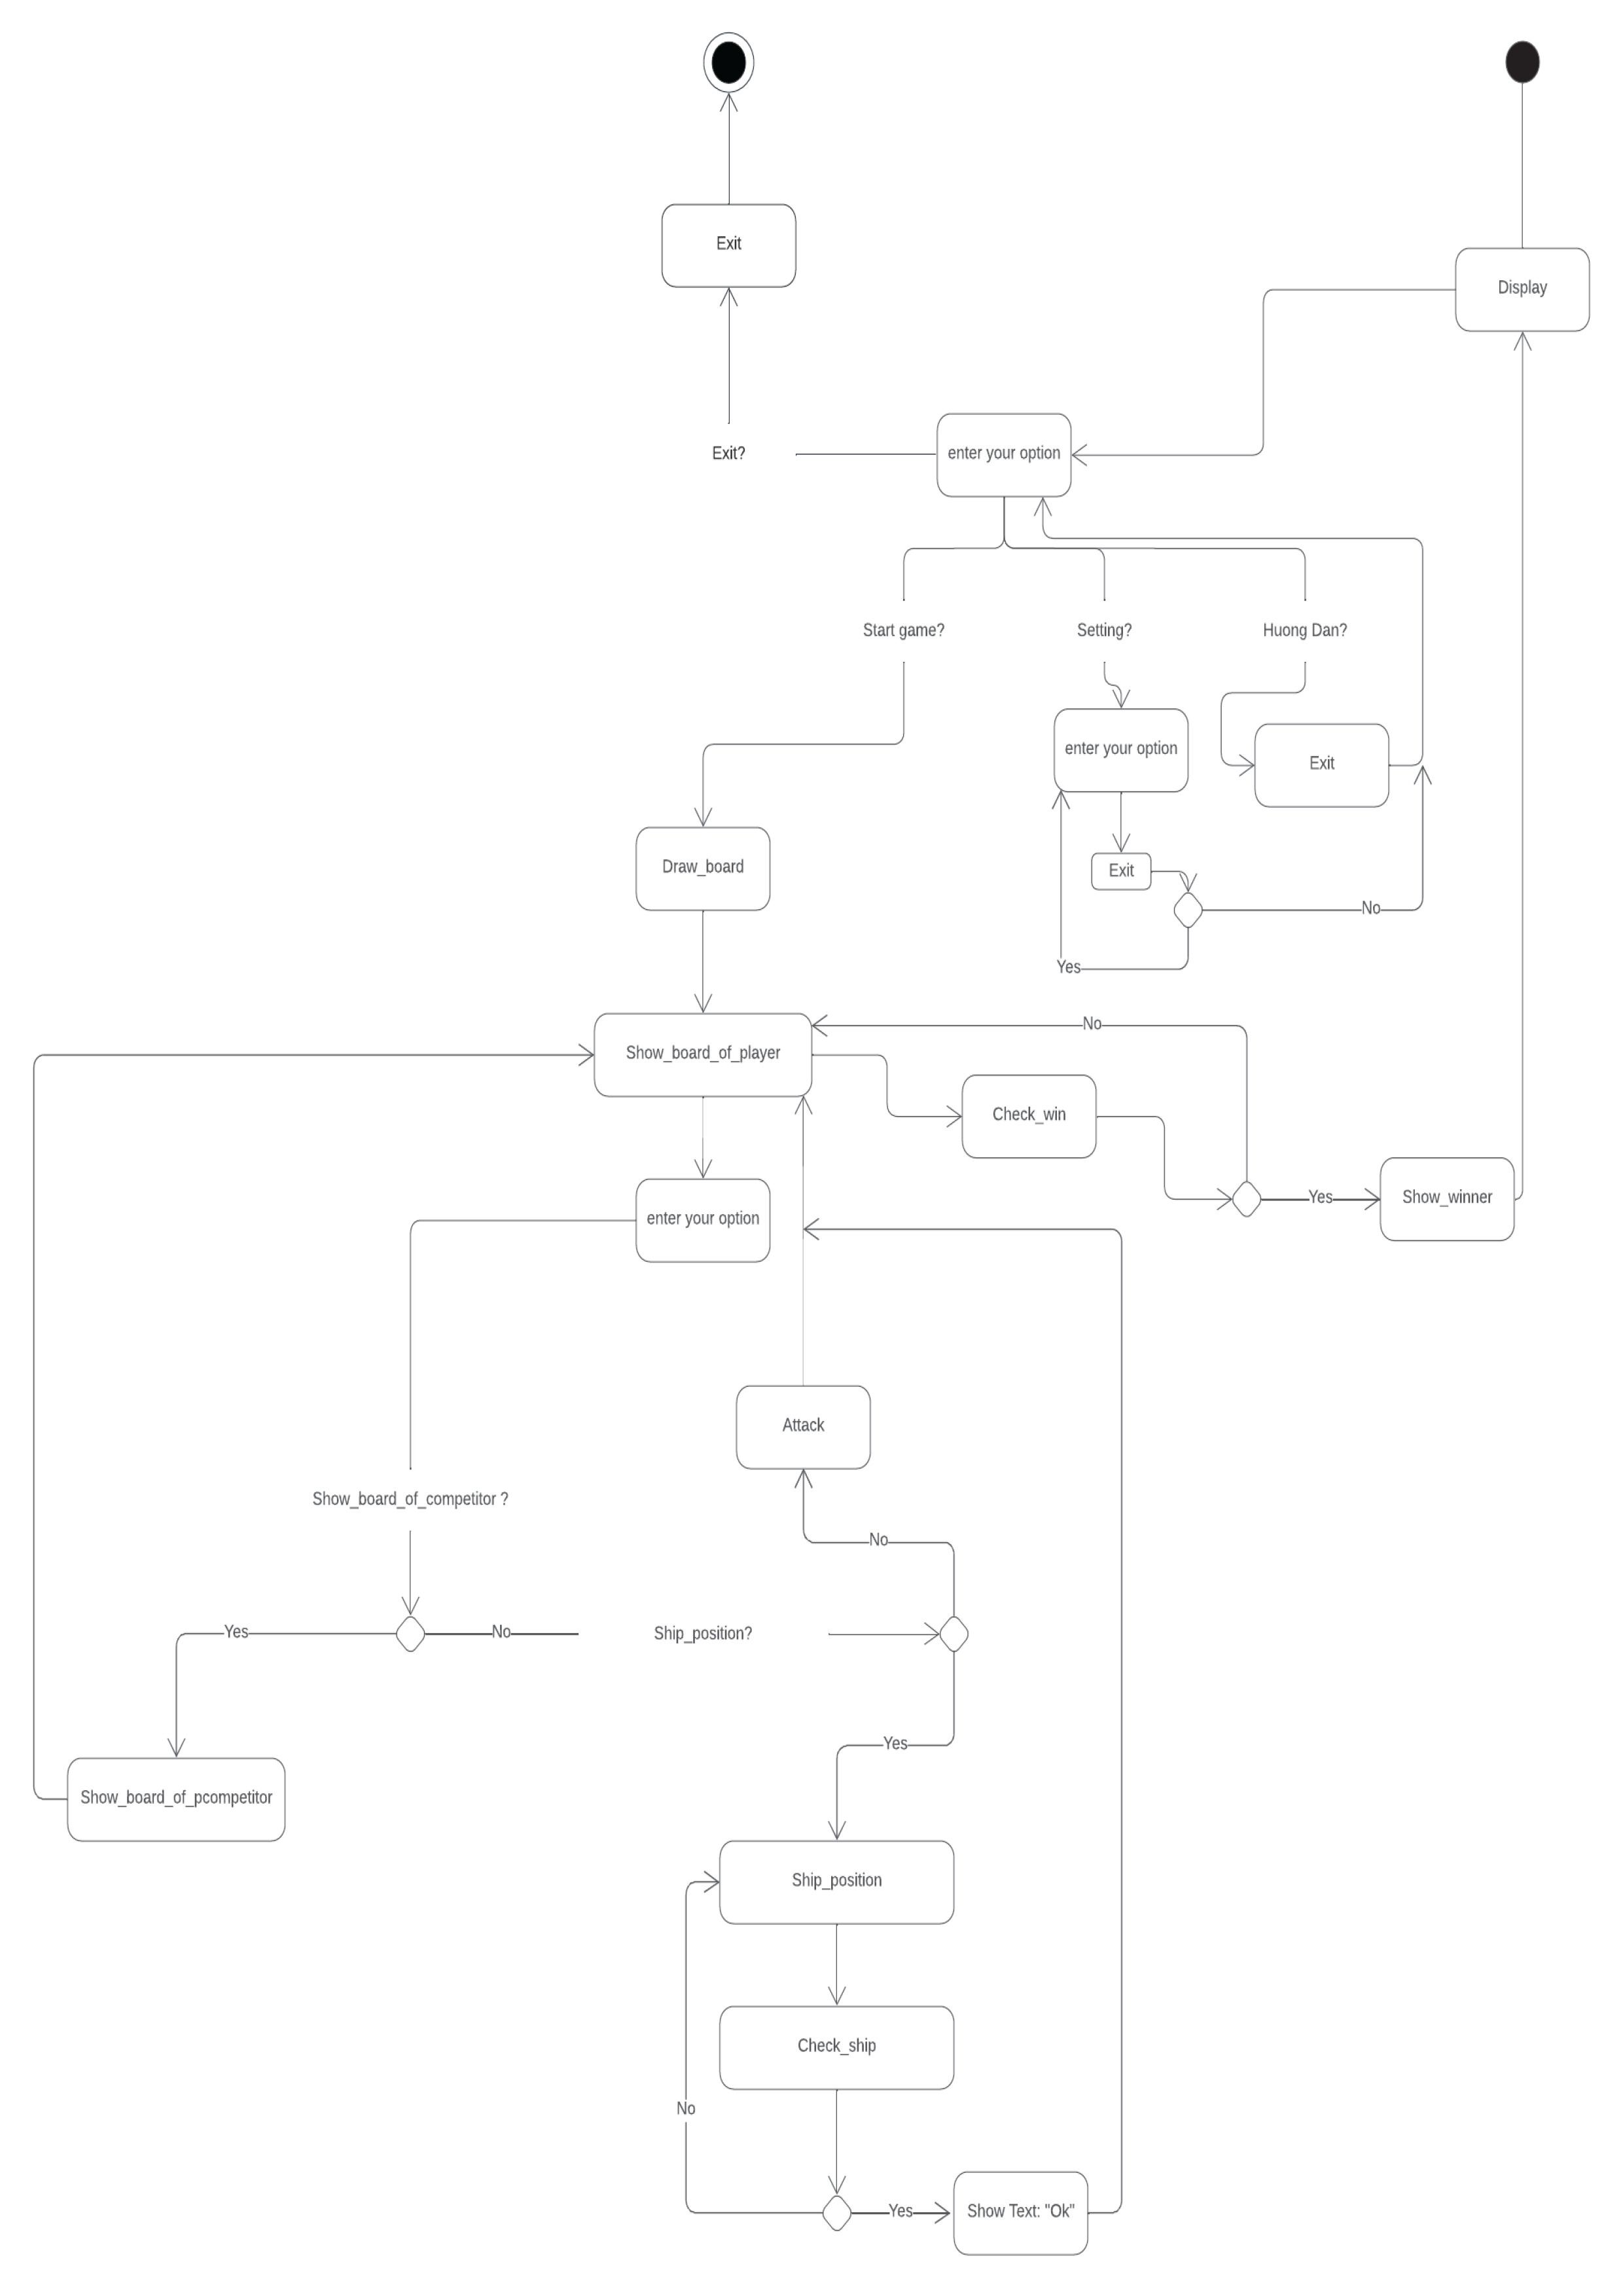 Exit
Display
Exit?
enter your option
Start game?
Setting?
Huong Dan?
enter your option
Exit
Draw_board
Exit
No
Yes
No
Show_board_of_player
Check_win
Yes
Show_winner
enter your option
Attack
Show_board_of_competitor ?
No
Yes
No
Ship_position?
Yes
Show_board_of_pcompetitor
Ship_position
Check_ship
No
Yes
Show Text: "Ok"